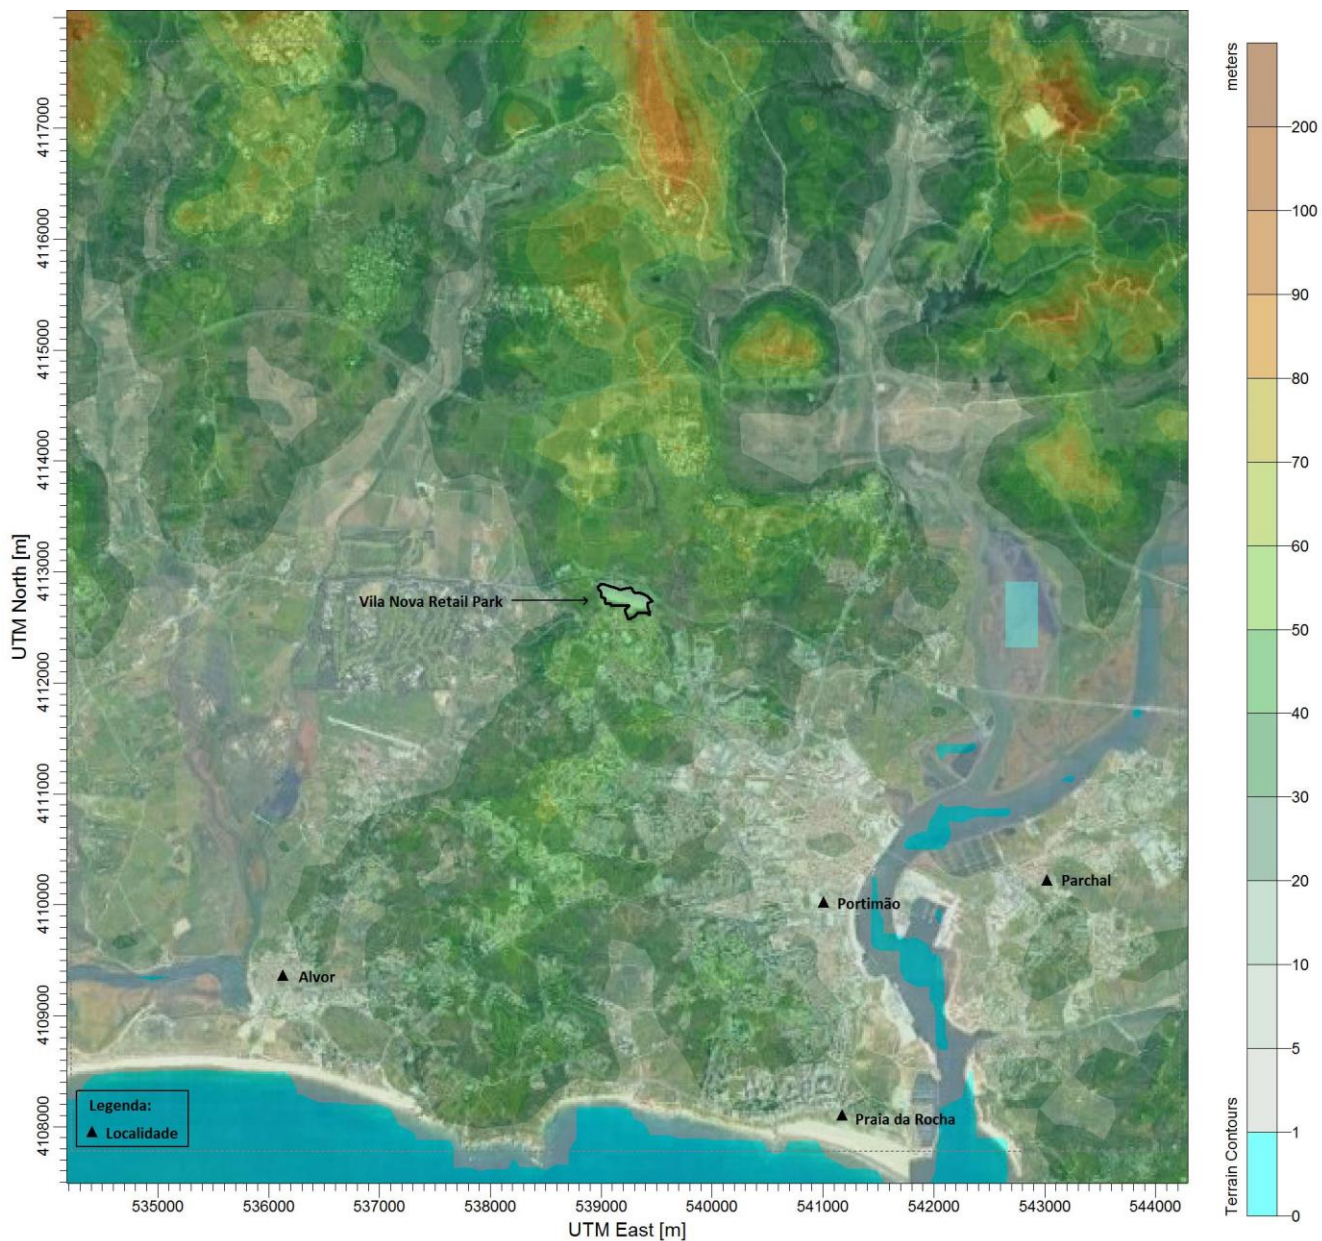 meters
200
100
90
80
70
60
50
40
30
20
10
5
1
0
Terrain Contours
UTM North [m]
4117000
4116000
4115000
4114000
4113000
4112000
4111000
4110000
4109000
4108000
Vila Nova Retail Park
Parchal
Portimão
Alvor
Praia da Rocha
Legenda:
▲ Localidade
535000 536000 537000 538000 539000 540000 541000 542000 543000 544000
UTM East [m]